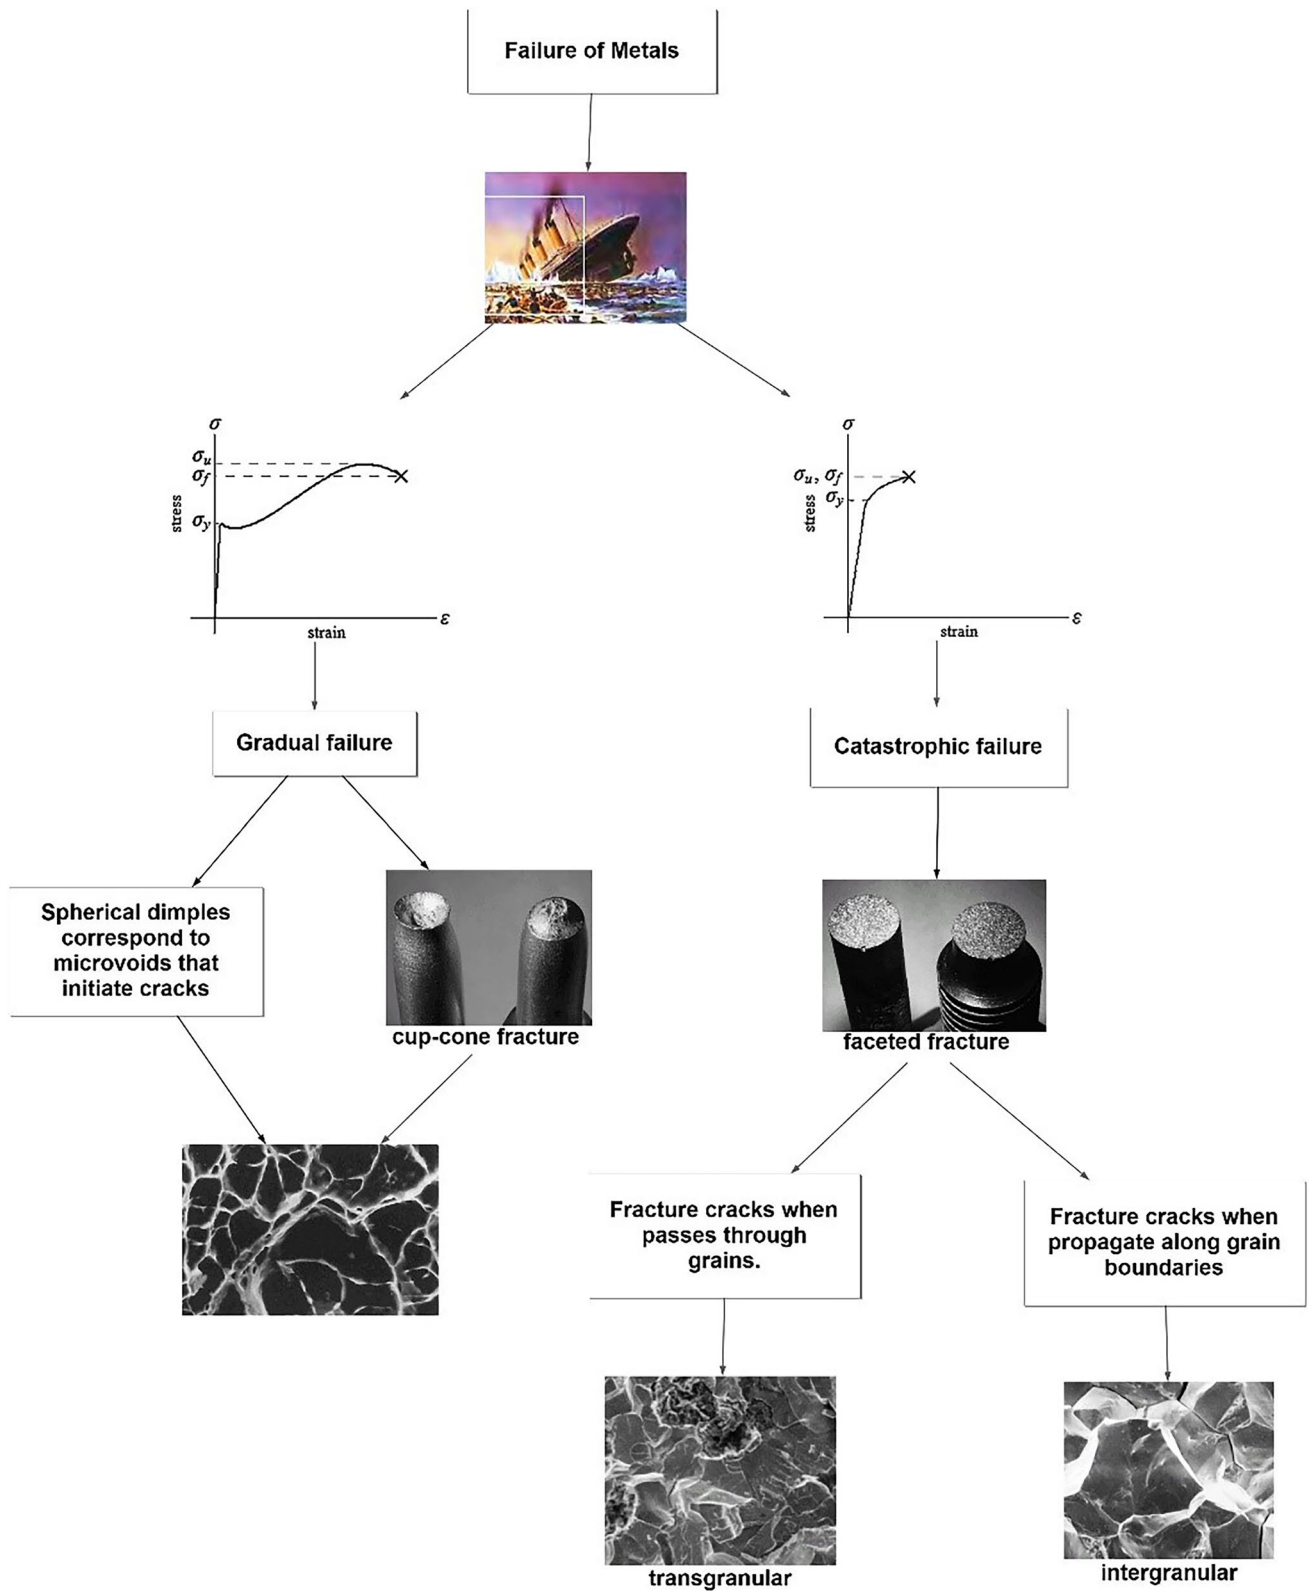 Failure of Metals
σ
σu
σf
σy
stress
strain
ε
σ
σu, σf
σy
stress
strain
ε
Gradual failure
Catastrophic failure
Spherical dimples
correspond to
microvoids that
initiate cracks
cup-cone fracture
faceted fracture
Fracture cracks when
passes through
grains.
Fracture cracks when
propagate along grain
boundaries
transgranular
intergranular